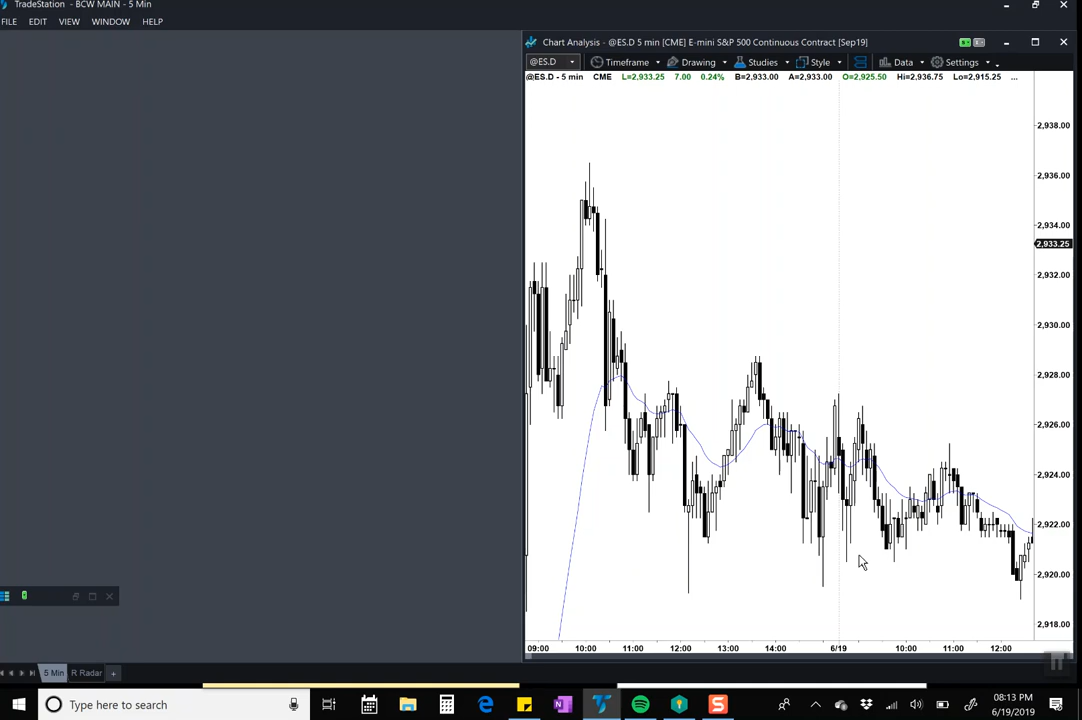 TradeStation - BCW MAIN - 5 Min
FILE EDIT VIEW WINDOW HELP
Chart Analysis - @ES.D 5 min [CME] E-mini S&P 500 Continuous Contract [Sep19]
@ES.D Timeframe Drawing Studies Style Data Settings
@ES.D - 5 min CME L=2,933.25 7.00 0.24% B=2,933.00 A=2,933.00 O=2,925.50 Hi=2,936.75 Lo=2,915.25 ...
2,938.00
2,936.00
2,934.00
2,933.25
2,932.00
2,930.00
2,928.00
2,926.00
2,924.00
2,922.00
2,920.00
2,918.00
09:00 10:00 11:00 12:00 13:00 14:00 6/19 10:00 11:00 12:00
5 Min R Radar +
Type here to search
08:13 PM
6/19/2019